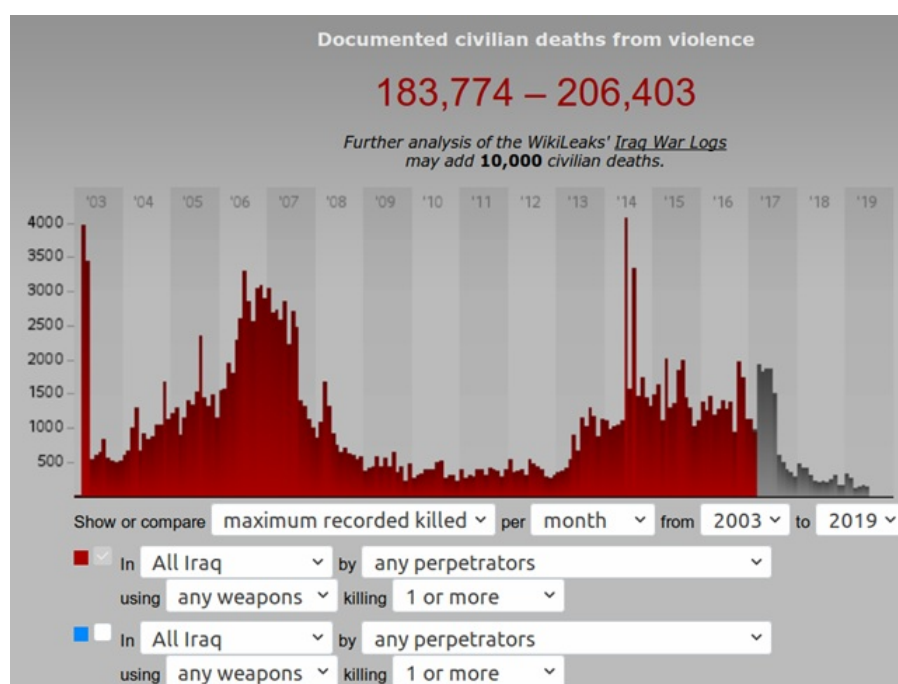 Documented civilian deaths from violence
183,774 – 206,403
Further analysis of the WikiLeaks' Iraq War Logs
may add 10,000 civilian deaths.
'03 '04 '05 '06 '07 '08 '09 '10 '11 '12 '13 '14 '15 '16 '17 '18 '19
4000
3500
3000
2500
2000
1500
1000
500
Show or compare maximum recorded killed per month from 2003 to 2019
In All Iraq by any perpetrators
using any weapons killing 1 or more
In All Iraq by any perpetrators
using any weapons killing 1 or more